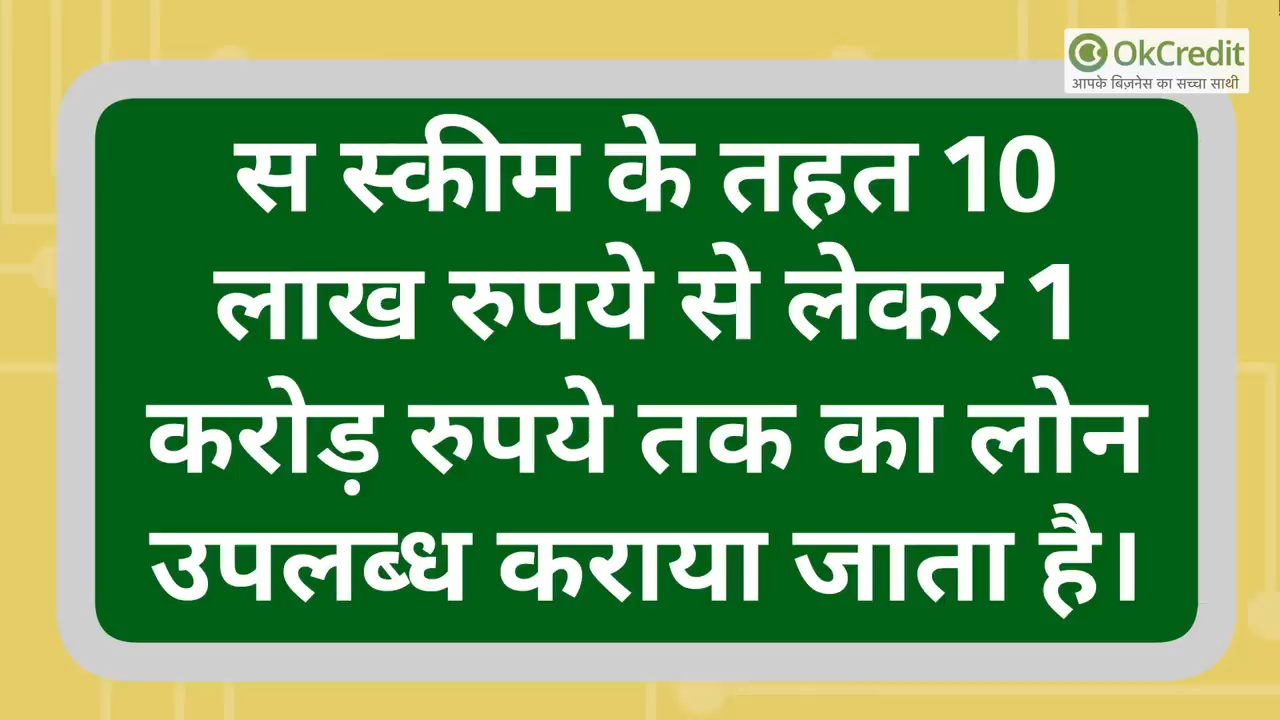 OkCredit
आपके बिज़नेस का सच्चा साथी
स स्कीम के तहत 10
लाख रुपये से लेकर 1
करोड़ रुपये तक का लोन
उपलब्ध कराया जाता है।